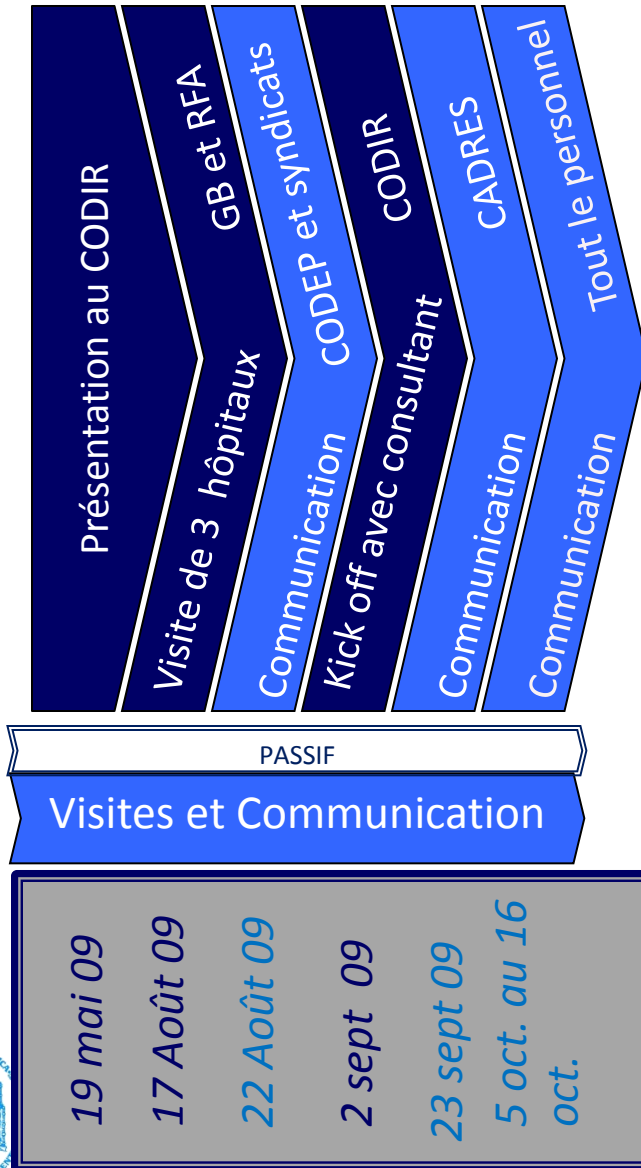 19 mai 09
17 Août 09
22 Août 09
2 sept 09
23 sept 09
5 oct. au 16
oct.
Visites et Communication
PASSIF
Présentation au CODIR
Visite de 3 hôpitaux
GB et RFA
Communication
CODEP et syndicats
Kick off avec consultant
CODIR
Communication
CADRES
Communication
Tout le personnel